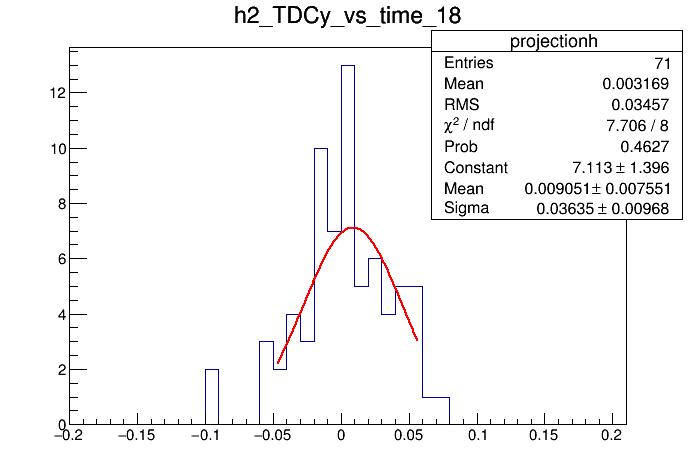 h2_TDCy_vs_time_18
projectionh
Entries 71
Mean 0.003169
RMS 0.03457
χ² / ndf 7.706 / 8
Prob 0.4627
Constant 7.113 ± 1.396
Mean 0.009051 ± 0.007551
Sigma 0.03635 ± 0.00968
12
10
8
6
4
2
0
−0.2 −0.15 −0.1 −0.05 0 0.05 0.1 0.15 0.2